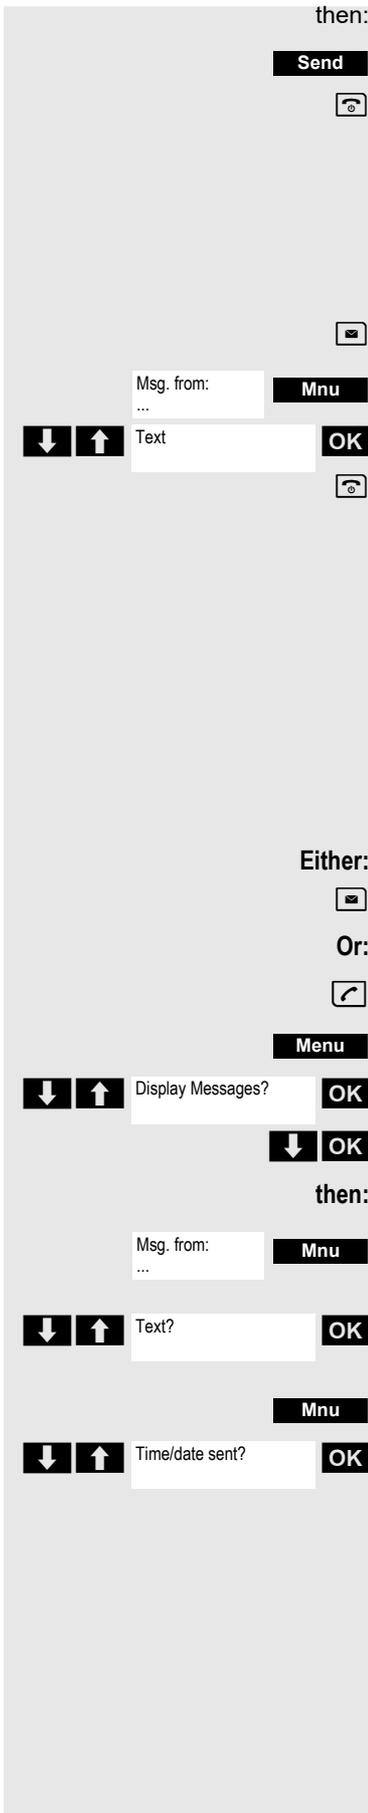 then:
Send
Msg. from:
...
Mnu
Text
OK
Either:
Or:
Menu
Display Messages?
OK
OK
then:
Msg. from:
...
Mnu
Text?
OK
Mnu
Time/date sent?
OK